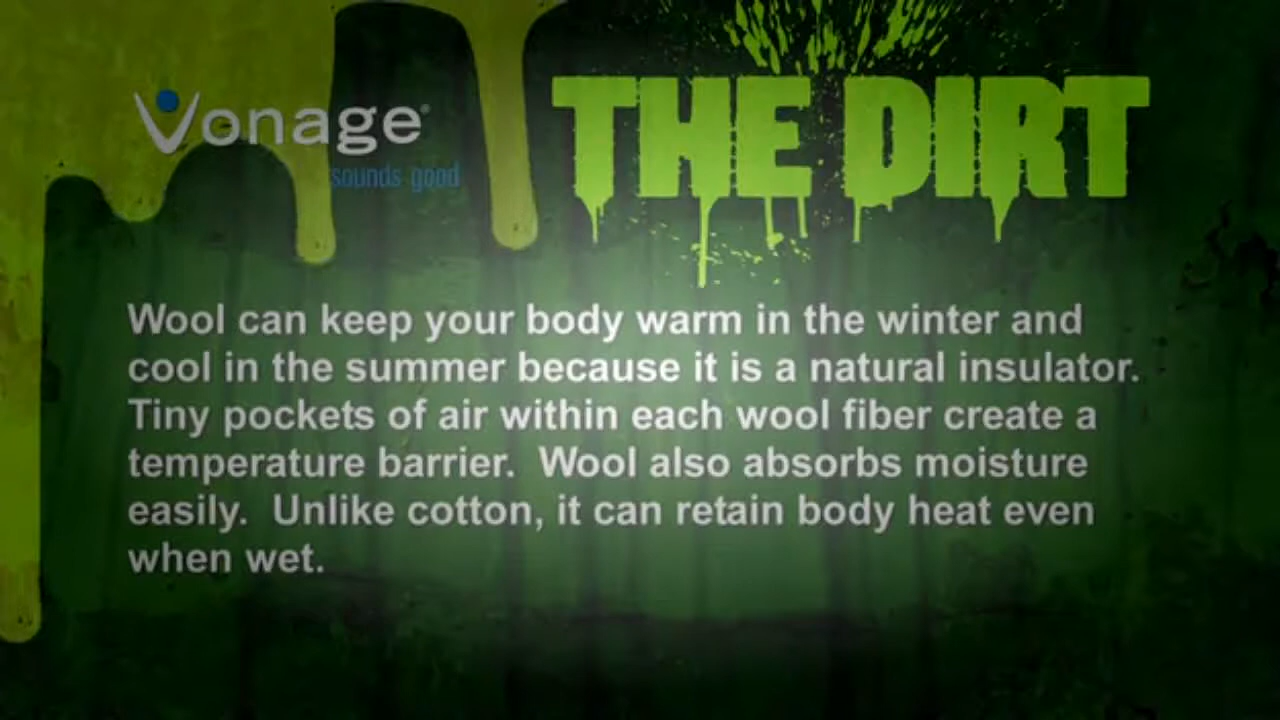 Vonage®
sounds good
THE DIRT
Wool can keep your body warm in the winter and
cool in the summer because it is a natural insulator.
Tiny pockets of air within each wool fiber create a
temperature barrier.  Wool also absorbs moisture
easily.  Unlike cotton, it can retain body heat even
when wet.